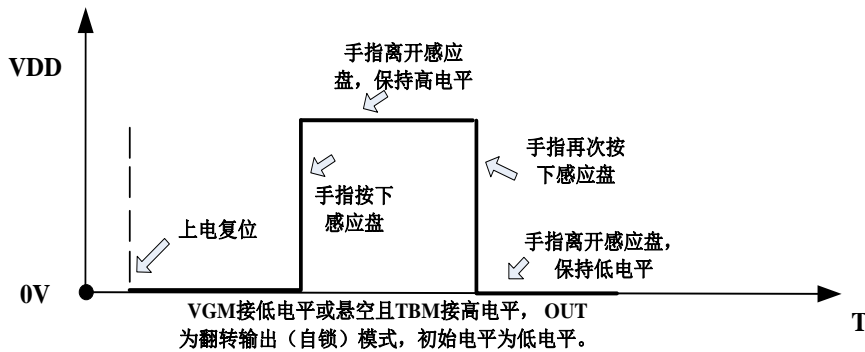 VDD
手指离开感应
盘，保持高电平
手指再次按
下感应盘
手指按下
感应盘
上电复位
手指离开感应盘，
保持低电平
0V
T
VGM接低电平或悬空且TBM接高电平， OUT
为翻转输出（自锁）模式，初始电平为低电平。